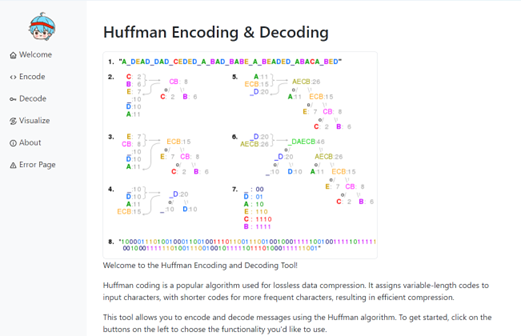 Welcome
Encode
Decode
Visualize
About
Error Page
Huffman Encoding & Decoding
1. "A_DEAD_DAD_CEDED_A_BAD_BABE_A_BEADED_ABACA_BED"
2.
C: 2
B: 6
E: 7
_:10
D:10
A:11
CB: 8
C: 2 B: 6
3.
E: 7
CB: 8
_:10
D:10
A:11
ECB:15
E: 7 CB: 8
C: 2 B: 6
4.
_:10
D:10
A:11
ECB:15
_D:20
_:10 D:10
5.
A:11
ECB:15
_D:20
AECB:26
A:11 ECB:15
E: 7 CB: 8
C: 2 B: 6
6.
_D:20
AECB:26
_DAECB:46
_D:20 AECB:26
_:10 D:10 A:11 ECB:15
E: 7 CB: 8
C: 2 B: 6
7.
_: 00
D: 01
A: 10
E: 110
C: 1110
B: 1111
8.
Welcome to the Huffman Encoding and Decoding Tool!
Huffman coding is a popular algorithm used for lossless data compression. It assigns variable-length codes to
input characters, with shorter codes for more frequent characters, resulting in efficient compression.
This tool allows you to encode and decode messages using the Huffman algorithm. To get started, click on the
buttons on the left to choose the functionality you'd like to use.